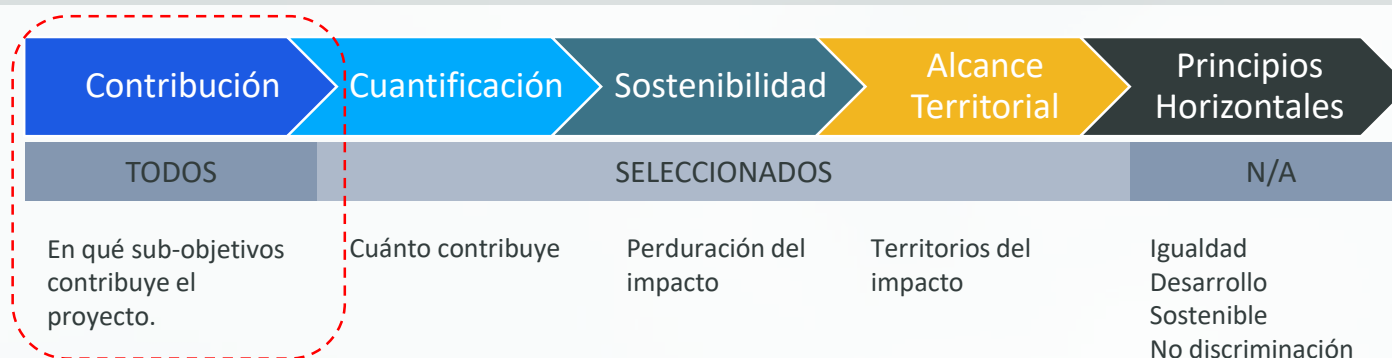 Contribución
Cuantificación
Sostenibilidad
Alcance
Territorial
Principios
Horizontales
TODOS
SELECCIONADOS
N/A
En qué sub-objetivos
contribuye el
proyecto.
Cuánto contribuye
Perduración del
impacto
Territorios del
impacto
Igualdad
Desarrollo
Sostenible
No discriminación